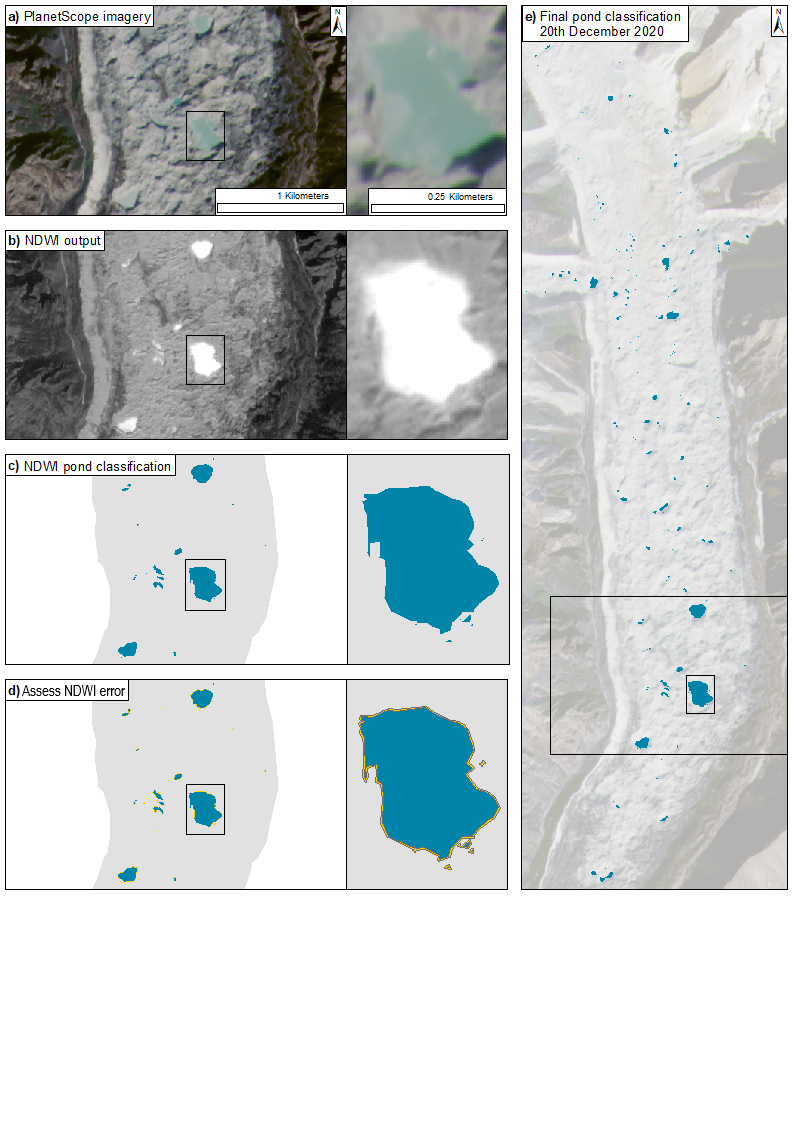 a) PlanetScope imagery
N
1 Kilometers
0.25 Kilometers
b) NDWI output
c) NDWI pond classification
d) Assess NDWI error
e) Final pond classification
20th December 2020
N